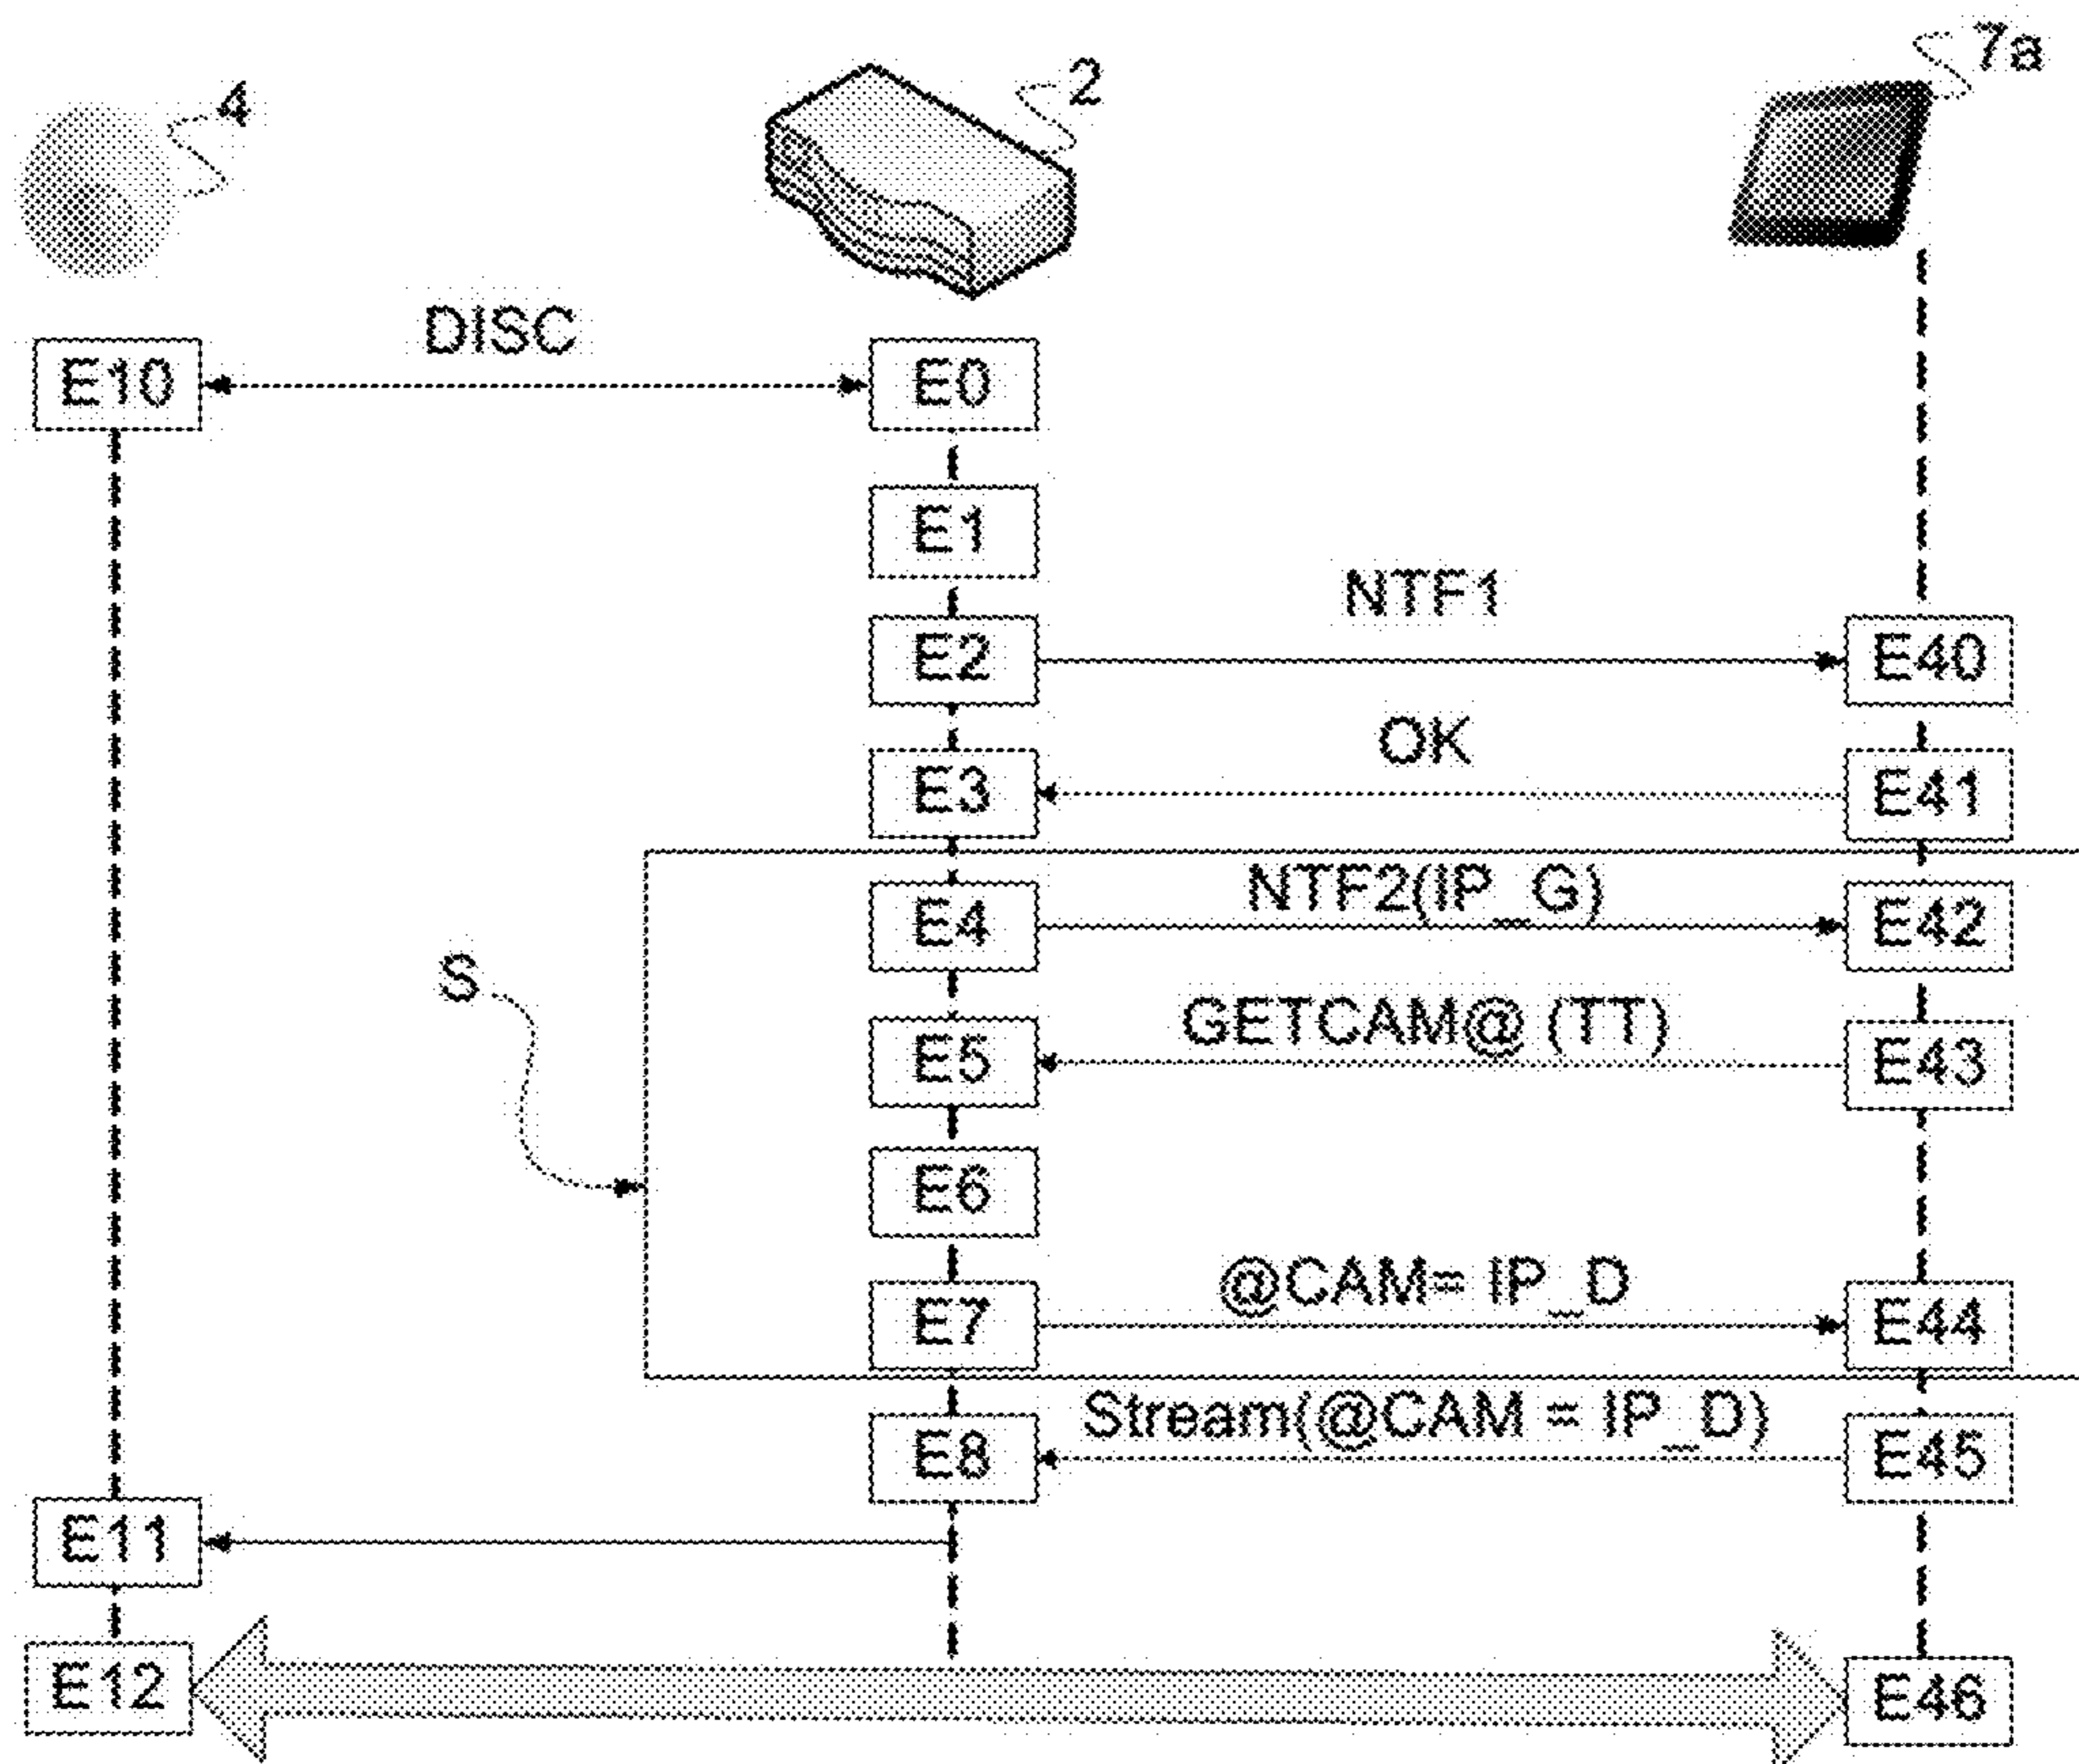 4
2
7a
DISC
E10
E0
E1
NTF1
E2
E40
OK
E3
E41
NTF2(IP_G)
E4
E42
S
GETCAM@ (TT)
E5
E43
E6
@CAM= IP_D
E7
E44
Stream(@CAM = IP_D)
E8
E45
E11
E12
E46